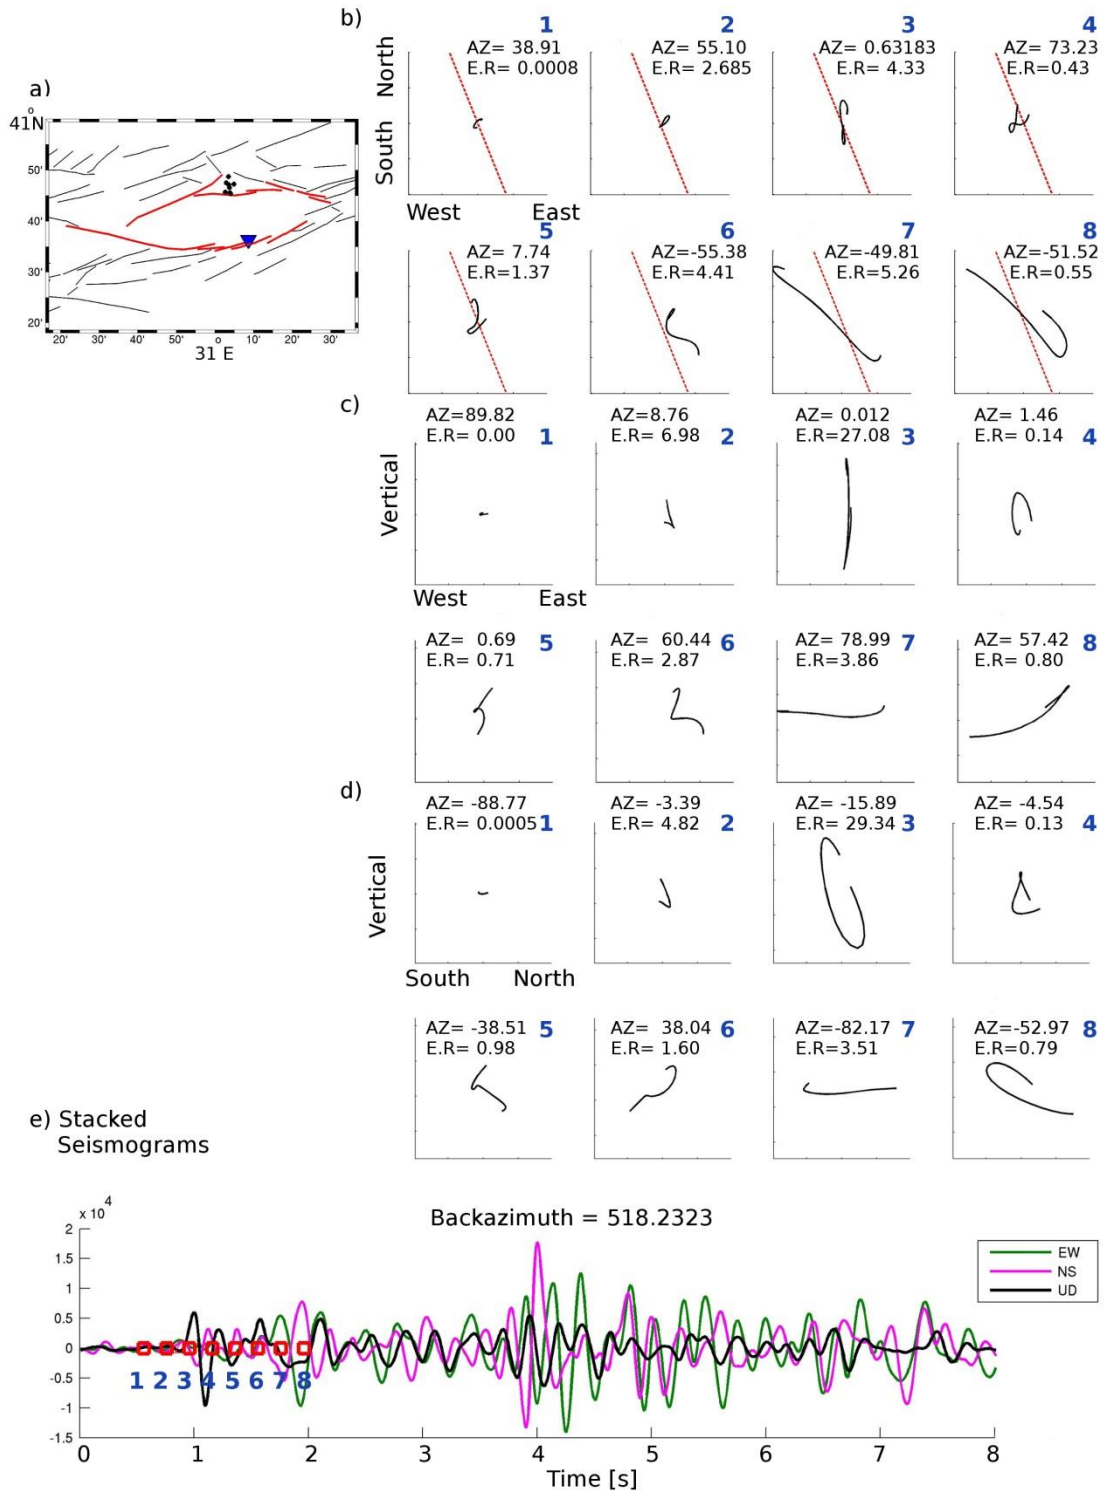 b)
1
AZ= 38.91
E.R= 0.0008
2
AZ= 55.10
E.R= 2.685
3
AZ= 0.63183
E.R= 4.33
4
AZ= 73.23
E.R=0.43
South North
West East
5
AZ= 7.74
E.R=1.37
6
AZ=-55.38
E.R=4.41
7
AZ= -49.81
E.R=5.26
8
AZ= -51.52
E.R=0.55
a)
41N
o
50'
40'
30'
20'
20' 30' 40' 50' o 10' 20' 30'
31 E
c)
AZ=89.82
E.R= 0.00
1
AZ=8.76
E.R= 6.98
2
AZ= 0.012
E.R=27.08
3
AZ= 1.46
E.R= 0.14
4
Vertical
West East
AZ= 0.69
E.R= 0.71
5
AZ= 60.44
E.R= 2.87
6
AZ= 78.99
E.R=3.86
7
AZ= 57.42
E.R= 0.80
8
d)
AZ= -88.77
E.R= 0.0005
1
AZ= -3.39
E.R= 4.82
2
AZ= -15.89
E.R= 29.34
3
AZ= -4.54
E.R= 0.13
4
Vertical
South North
AZ= -38.51
E.R= 0.98
5
AZ= 38.04
E.R= 1.60
6
AZ=-82.17
E.R=3.51
7
AZ= -52.97
E.R=0.79
8
e) Stacked
Seismograms
Backazimuth = 518.2323
x 10^4
2
1.5
1
0.5
0
-0.5
-1
-1.5
EW
NS
UD
1 2 3 4 5 6 7 8
0 1 2 3 4 5 6 7 8
Time [s]